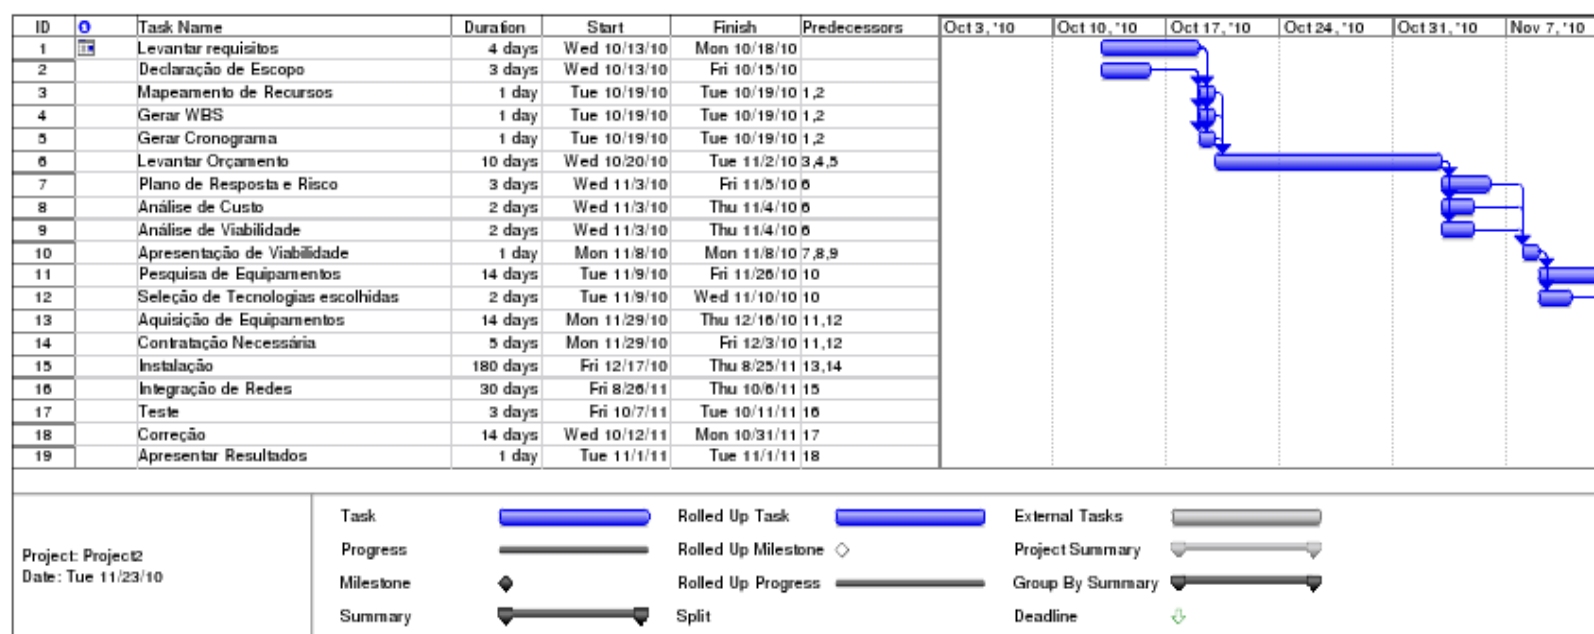 ID Task Name Duration Start Finish Predecessors Oct 3, '10 Oct 10, '10 Oct 17, '10 Oct 24, '10 Oct 31, '10 Nov 7, '10
1 Levantar requisitos 4 days Wed 10/13/10 Mon 10/18/10
2 Declaração de Escopo 3 days Wed 10/13/10 Fri 10/15/10
3 Mapeamento de Recursos 1 day Tue 10/19/10 Tue 10/19/10 1,2
4 Gerar WBS 1 day Tue 10/19/10 Tue 10/19/10 1,2
5 Gerar Cronograma 1 day Tue 10/19/10 Tue 10/19/10 1,2
6 Levantar Orçamento 10 days Wed 10/20/10 Tue 11/2/10 3,4,5
7 Plano de Resposta e Risco 3 days Wed 11/3/10 Fri 11/5/10 6
8 Análise de Custo 2 days Wed 11/3/10 Thu 11/4/10 6
9 Análise de Viabilidade 2 days Wed 11/3/10 Thu 11/4/10 6
10 Apresentação de Viabilidade 1 day Mon 11/8/10 Mon 11/8/10 7,8,9
11 Pesquisa de Equipamentos 14 days Tue 11/9/10 Fri 11/26/10 10
12 Seleção de Tecnologias escolhidas 2 days Tue 11/9/10 Wed 11/10/10 10
13 Aquisição de Equipamentos 14 days Mon 11/29/10 Thu 12/16/10 11,12
14 Contratação Necessária 5 days Mon 11/29/10 Fri 12/3/10 11,12
15 Instalação 180 days Fri 12/17/10 Thu 8/25/11 13,14
16 Integração de Redes 30 days Fri 8/26/11 Thu 10/6/11 15
17 Teste 3 days Fri 10/7/11 Tue 10/11/11 16
18 Correção 14 days Wed 10/12/11 Mon 10/31/11 17
19 Apresentar Resultados 1 day Tue 11/1/11 Tue 11/1/11 18
Project: Project2
Date: Tue 11/23/10
Task Rolled Up Task External Tasks
Progress Rolled Up Milestone Project Summary
Milestone Rolled Up Progress Group By Summary
Summary Split Deadline